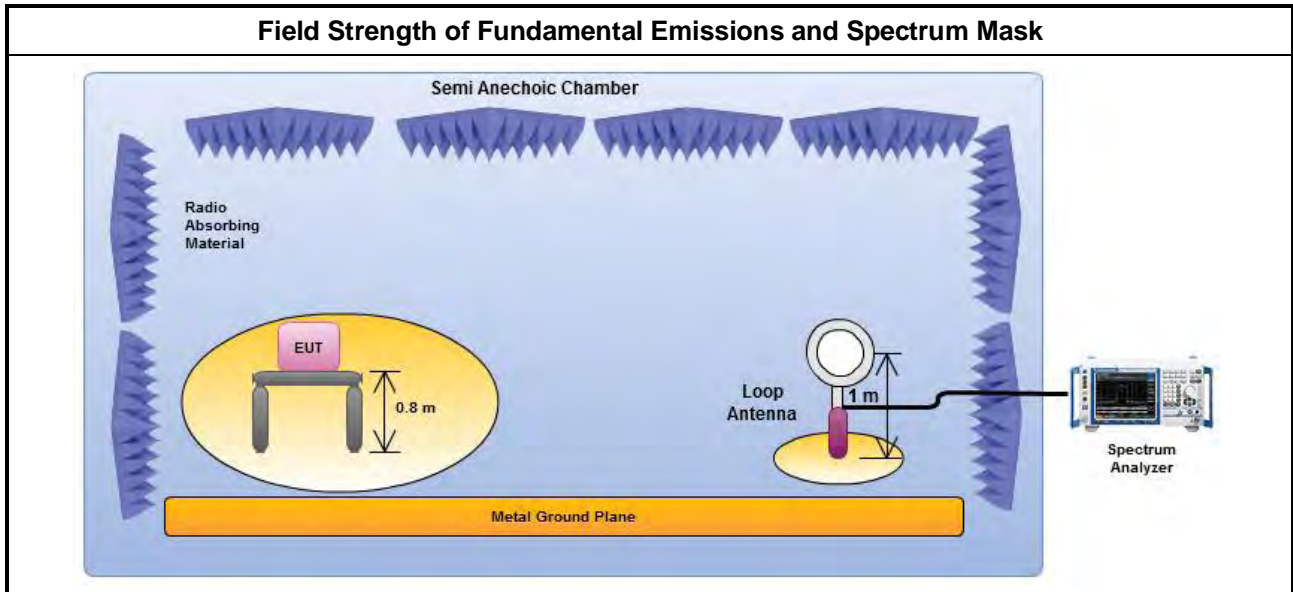 Field Strength of Fundamental Emissions and Spectrum Mask
Semi Anechoic Chamber
Radio
Absorbing
Material
EUT
0.8 m
Loop
Antenna
1 m
Spectrum
Analyzer
Metal Ground Plane